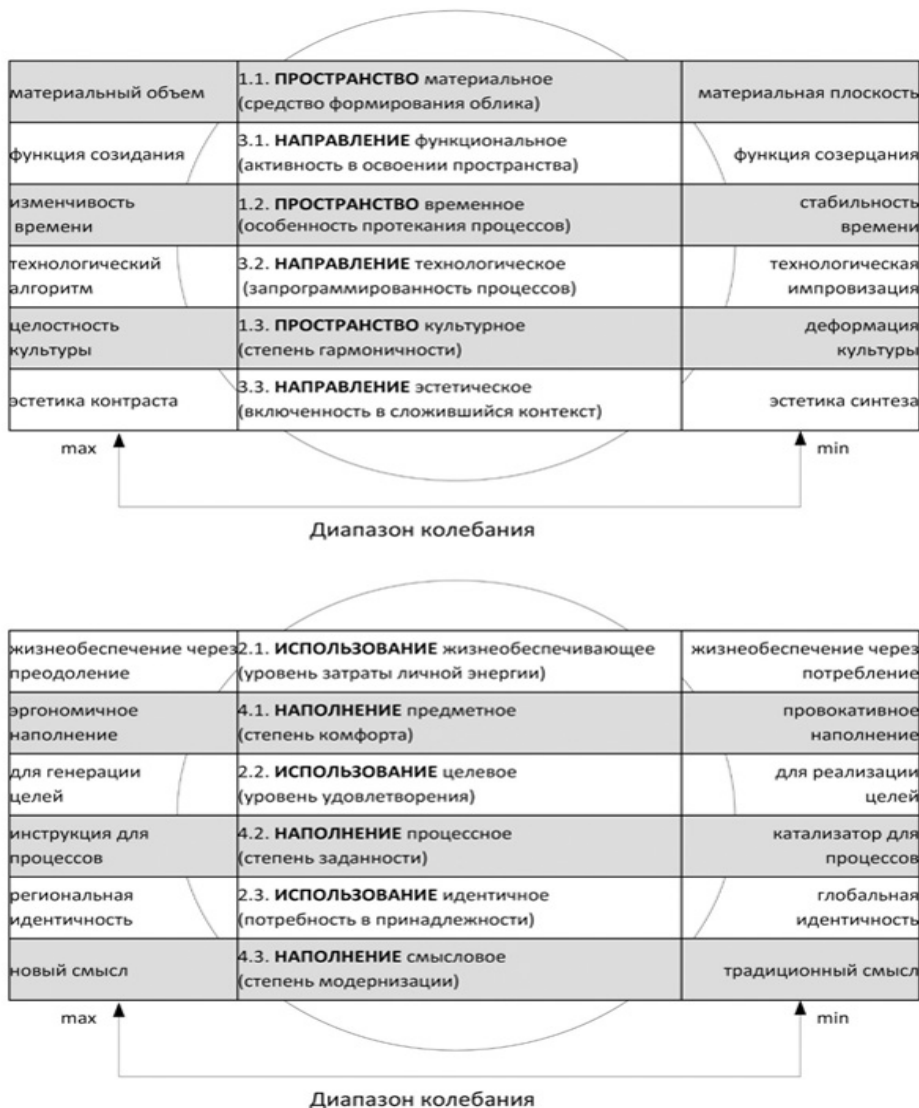 материальный объем
1.1. ПРОСТРАНСТВО материальное
(средство формирования облика)
материальная плоскость
функция созидания
3.1. НАПРАВЛЕНИЕ функциональное
(активность в освоении пространства)
функция созерцания
изменчивость
времени
1.2. ПРОСТРАНСТВО временное
(особенность протекания процессов)
стабильность
времени
технологический
алгоритм
3.2. НАПРАВЛЕНИЕ технологическое
(запрограммированность процессов)
технологическая
импровизация
целостность
культуры
1.3. ПРОСТРАНСТВО культурное
(степень гармоничности)
деформация
культуры
эстетика контраста
3.3. НАПРАВЛЕНИЕ эстетическое
(включенность в сложившийся контекст)
эстетика синтеза
max
min
Диапазон колебания
жизнеобеспечение через
преодоление
2.1. ИСПОЛЬЗОВАНИЕ жизнеобеспечивающее
(уровень затраты личной энергии)
жизнеобеспечение через
потребление
эргономичное
наполнение
4.1. НАПОЛНЕНИЕ предметное
(степень комфорта)
провокативное
наполнение
для генерации
целей
2.2. ИСПОЛЬЗОВАНИЕ целевое
(уровень удовлетворения)
для реализации
целей
инструкция для
процессов
4.2. НАПОЛНЕНИЕ процессное
(степень заданности)
катализатор для
процессов
региональная
идентичность
2.3. ИСПОЛЬЗОВАНИЕ идентичное
(потребность в принадлежности)
глобальная
идентичность
новый смысл
4.3. НАПОЛНЕНИЕ смысловое
(степень модернизации)
традиционный смысл
max
min
Диапазон колебания